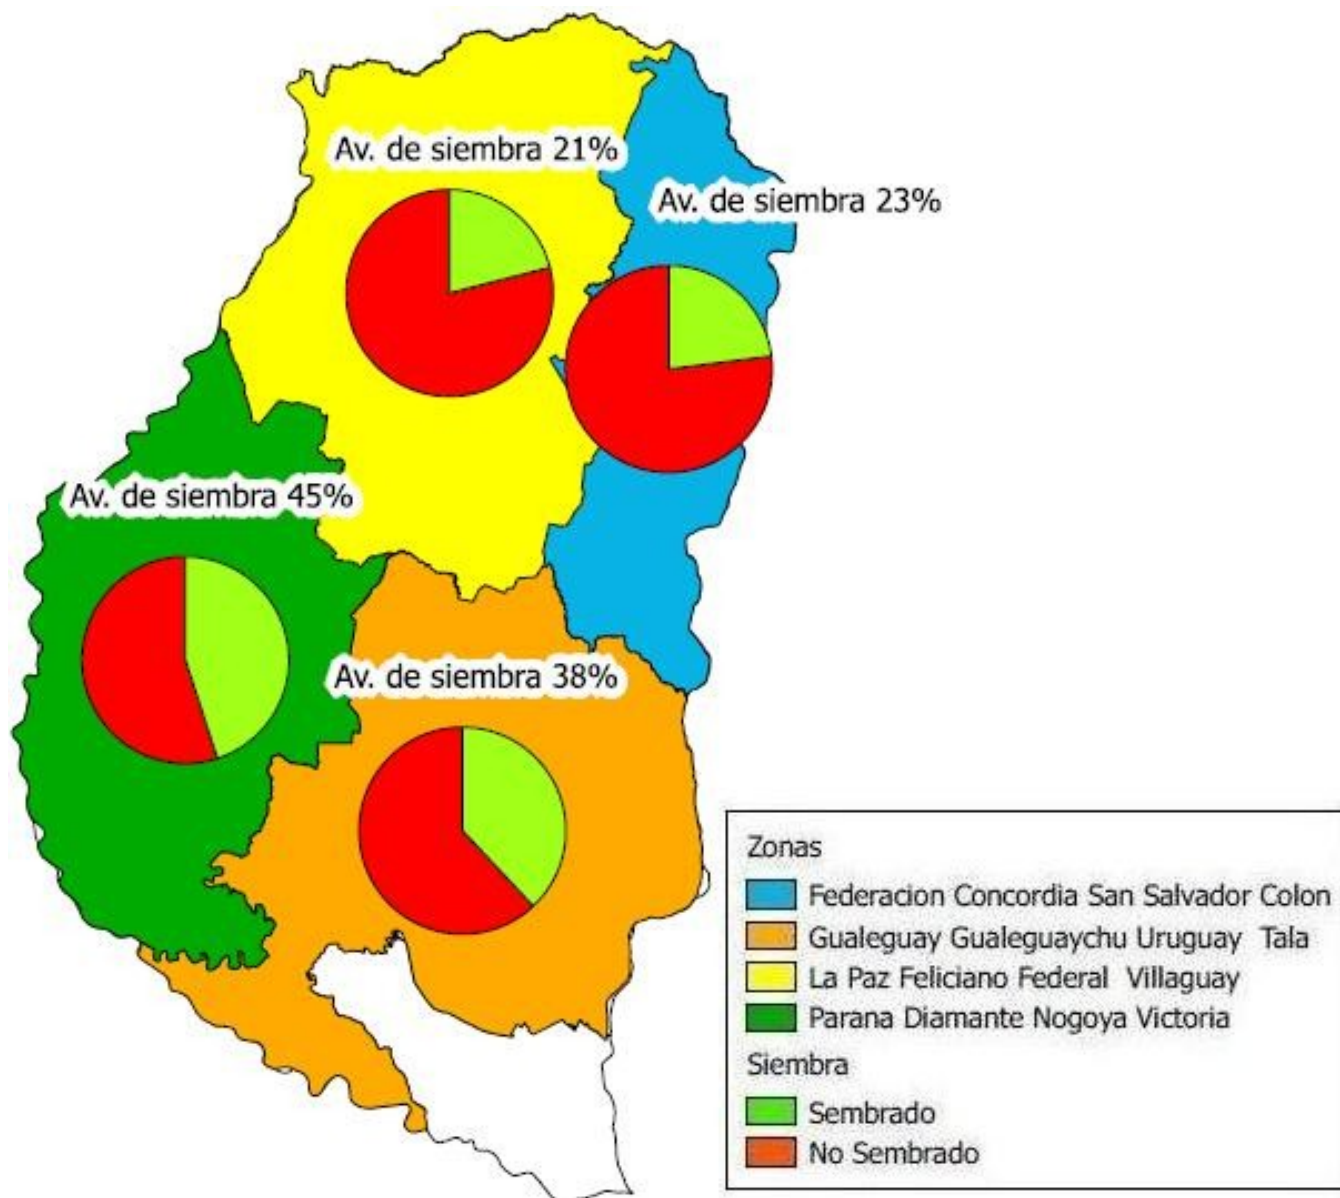 Av. de siembra 21%
Av. de siembra 23%
Av. de siembra 45%
Av. de siembra 38%
Zonas
Federacion Concordia San Salvador Colon
Gualeguay Gualeguaychu Uruguay Tala
La Paz Feliciano Federal Villaguay
Parana Diamante Nogoya Victoria
Siembra
Sembrado
No Sembrado